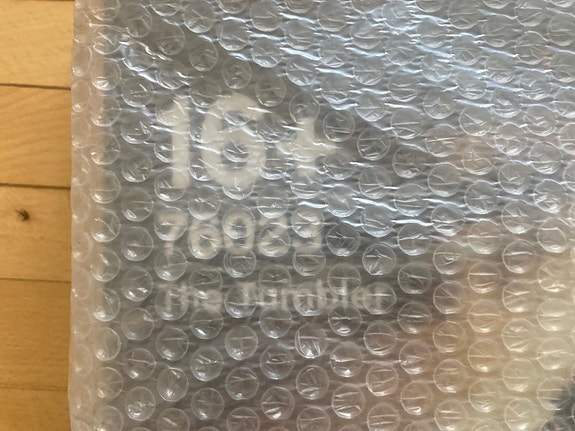 16+
76023
The Tumbler